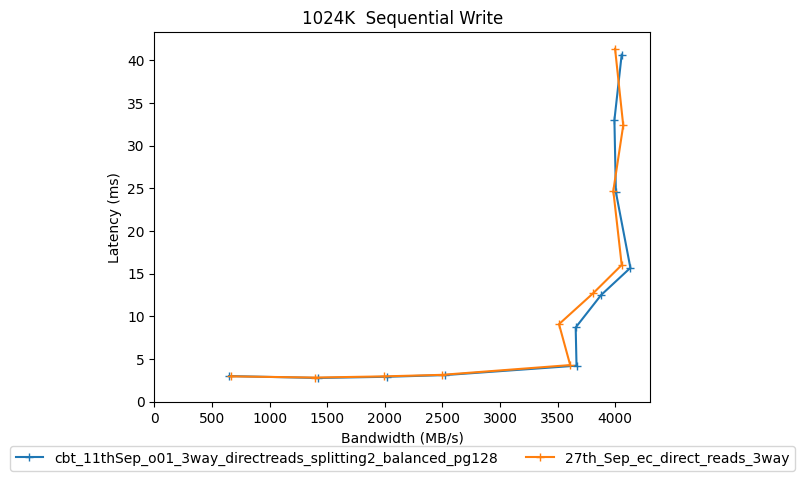 1024K  Sequential Write
Latency (ms)
40
35
30
25
20
15
10
5
0
0 500 1000 1500 2000 2500 3000 3500 4000
Bandwidth (MB/s)
cbt_11thSep_o01_3way_directreads_splitting2_balanced_pg128 27th_Sep_ec_direct_reads_3way